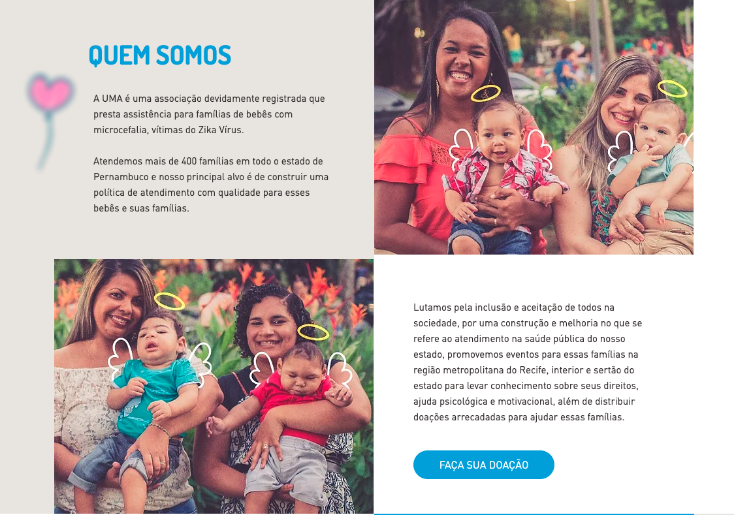 QUEM SOMOS
A UMA é uma associação devidamente registrada que
presta assistência para famílias de bebês com
microcefalia, vítimas do Zika Vírus.
Atendemos mais de 400 famílias em todo o estado de
Pernambuco e nosso principal alvo é de construir uma
política de atendimento com qualidade para esses
bebês e suas famílias.
Lutamos pela inclusão e aceitação de todos na
sociedade, por uma construção e melhoria no que se
refere ao atendimento na saúde pública do nosso
estado, promovemos eventos para essas famílias na
região metropolitana do Recife, interior e sertão do
estado para levar conhecimento sobre seus direitos,
ajuda psicológica e motivacional, além de distribuir
doações arrecadadas para ajudar essas famílias.
FAÇA SUA DOAÇÃO